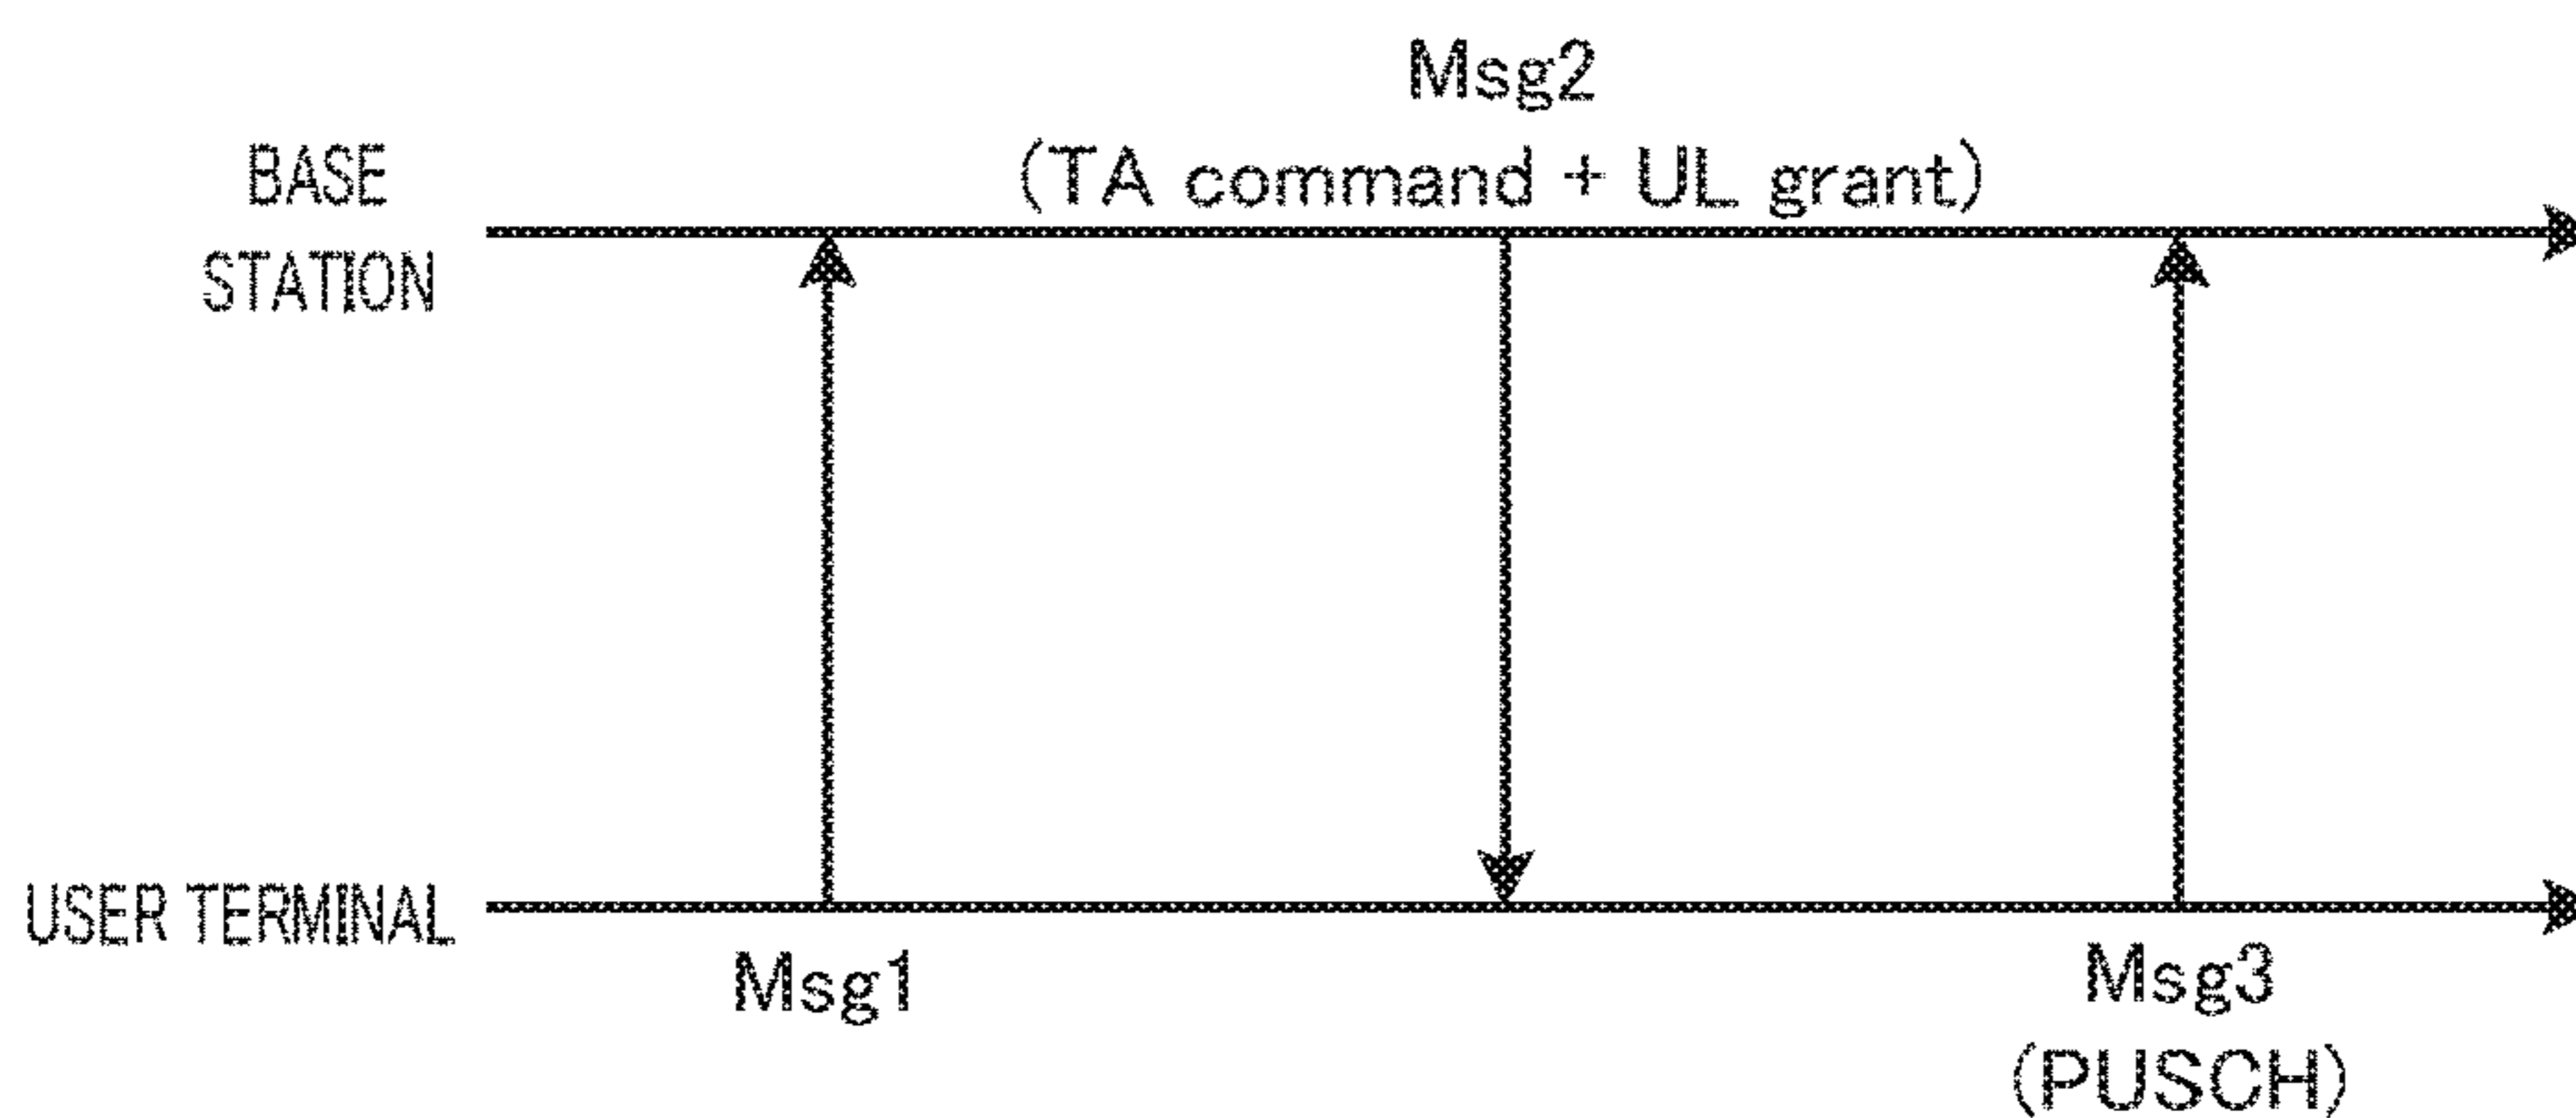 Msg2
(TA command + UL grant)
BASE
STATION
USER TERMINAL
Msg1
Msg3
(PUSCH)